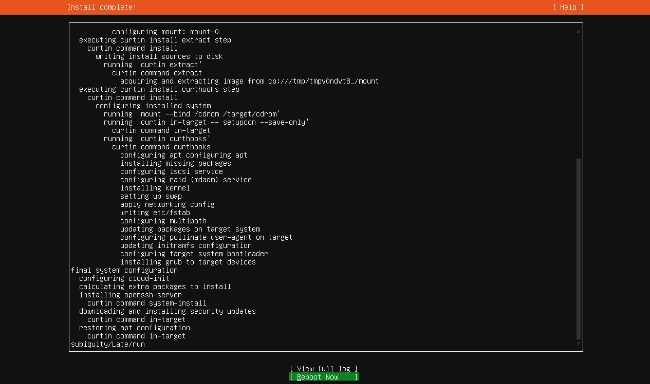 Install complete!
[ Help ]
configuring mount: mount-0
executing curtin install extract step
curtin command install
writing install sources to disk
running 'curtin extract'
curtin command extract
acquiring and extracting image from cp:///tmp/tmpv0ndvt8_/mount
executing curtin install curthooks step
curtin command install
configuring installed system
running 'mount --bind /cdrom /target/cdrom'
running 'curtin in-target -- setupcon --save-only'
curtin command in-target
running 'curtin curthooks'
curtin command curthooks
configuring apt configuring apt
installing missing packages
configuring iscsi service
configuring raid (mdadm) service
installing kernel
setting up swap
apply networking config
writing etc/fstab
configuring multipath
updating packages on target system
configuring pollinate user-agent on target
updating initramfs configuration
configuring target system bootloader
installing grub to target devices
final system configuration
configuring cloud-init
calculating extra packages to install
installing openssh-server
curtin command system-install
downloading and installing security updates
curtin command in-target
restoring apt configuration
curtin command in-target
subiquity/Late/run
[ View full log ]
[ Reboot Now ]